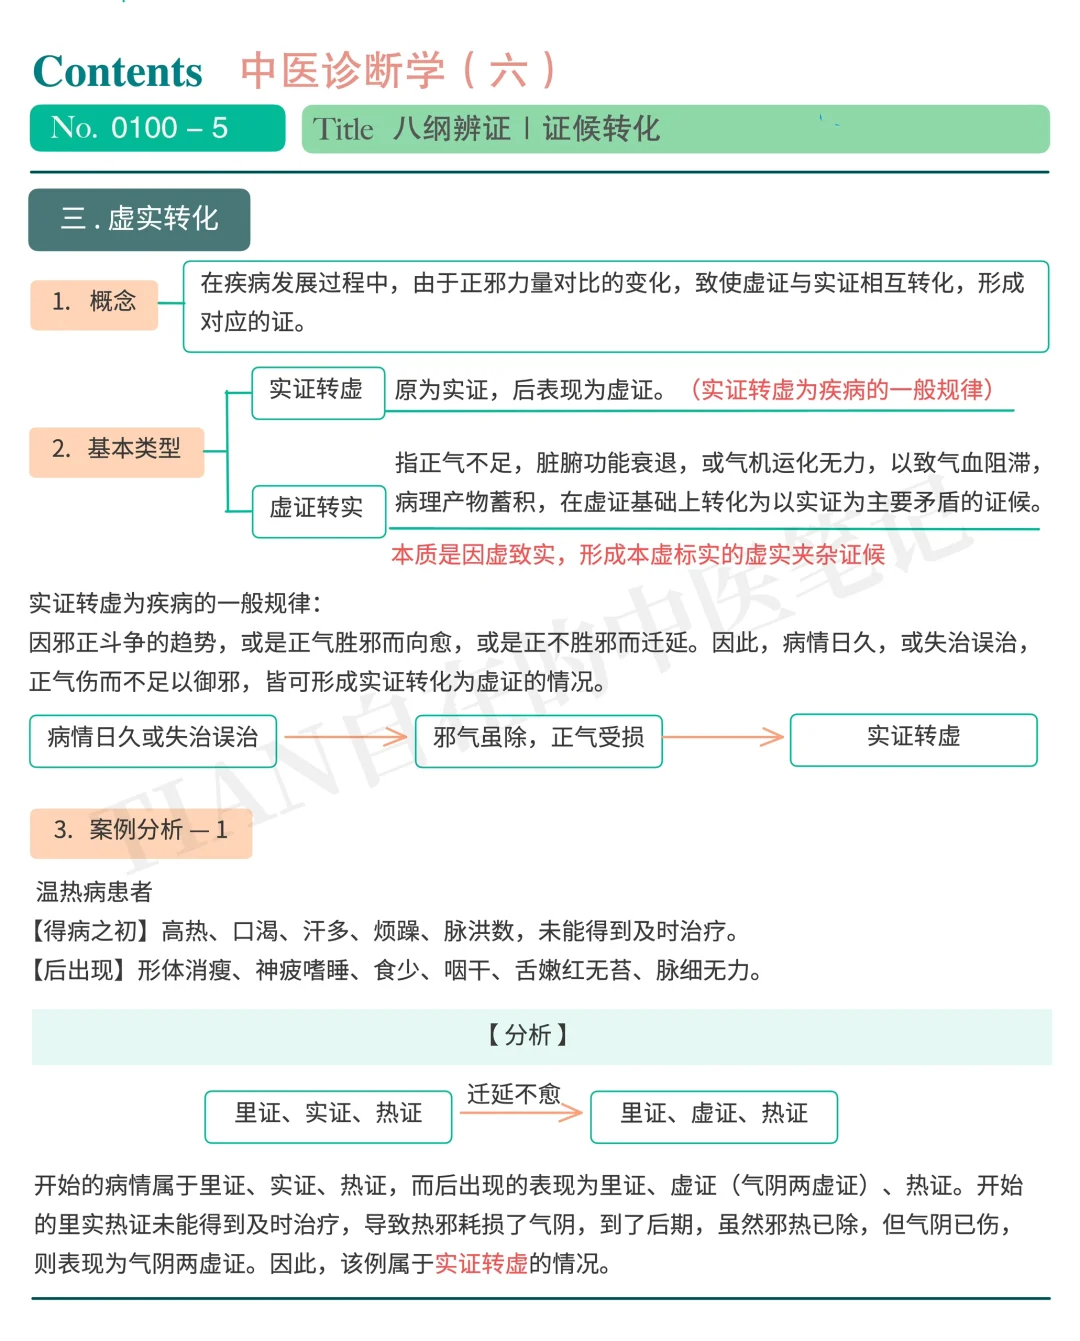 Contents 中医诊断学（六）
No. 0100 – 5
Title 八纲辨证 | 证候转化
三 . 虚实转化
1. 概念
在疾病发展过程中，由于正邪力量对比的变化，致使虚证与实证相互转化，形成
对应的证。
2. 基本类型
实证转虚
原为实证，后表现为虚证。（实证转虚为疾病的一般规律）
虚证转实
指正气不足，脏腑功能衰退，或气机运化无力，以致气血阻滞，
病理产物蓄积，在虚证基础上转化为以实证为主要矛盾的证候。
本质是因虚致实，形成本虚标实的虚实夹杂证候
实证转虚为疾病的一般规律：
因邪正斗争的趋势，或是正气胜邪而向愈，或是正不胜邪而迁延。因此，病情日久，或失治误治，
正气伤而不足以御邪，皆可形成实证转化为虚证的情况。
病情日久或失治误治
邪气虽除，正气受损
实证转虚
3. 案例分析 — 1
温热病患者
【得病之初】高热、口渴、汗多、烦躁、脉洪数，未能得到及时治疗。
【后出现】形体消瘦、神疲嗜睡、食少、咽干、舌嫩红无苔、脉细无力。
【 分析 】
里证、实证、热证
迁延不愈
里证、虚证、热证
开始的病情属于里证、实证、热证，而后出现的表现为里证、虚证（气阴两虚证）、热证。开始
的里实热证未能得到及时治疗，导致热邪耗损了气阴，到了后期，虽然邪热已除，但气阴已伤，
则表现为气阴两虚证。因此，该例属于实证转虚的情况。
TIAN自在的中医笔记